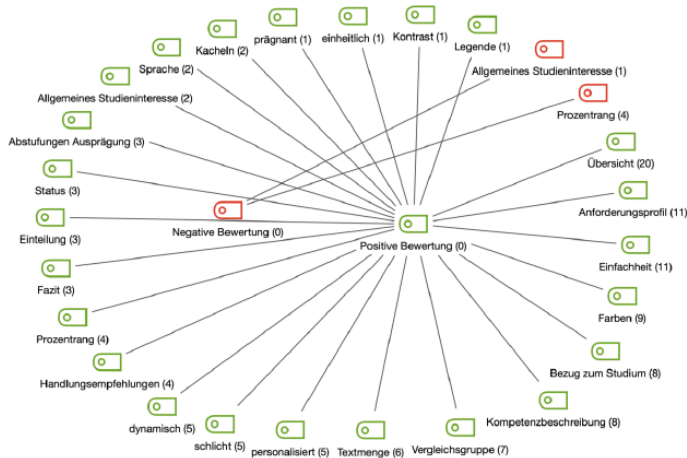 prägnant (1)
einheitlich (1)
Kontrast (1)
Legende (1)
Kacheln (2)
Sprache (2)
Allgemeines Studieninteresse (1)
Allgemeines Studieninteresse (2)
Prozentrang (4)
Abstufungen Ausprägung (3)
Übersicht (20)
Status (3)
Anforderungsprofil (11)
Negative Bewertung (0)
Einteilung (3)
Positive Bewertung (0)
Einfachheit (11)
Fazit (3)
Farben (9)
Prozentrang (4)
Bezug zum Studium (8)
Handlungsempfehlungen (4)
Kompetenzbeschreibung (8)
dynamisch (5)
schlicht (5)
personalisiert (5)
Textmenge (6)
Vergleichsgruppe (7)